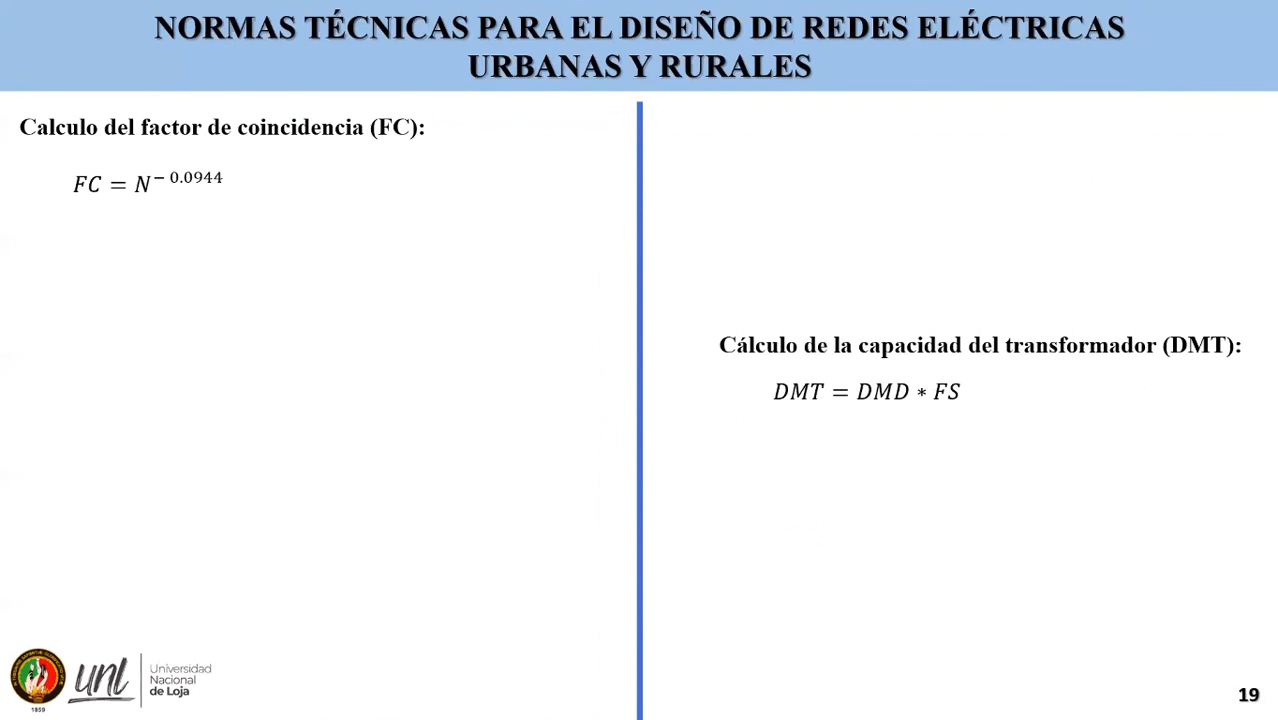 NORMAS TÉCNICAS PARA EL DISEÑO DE REDES ELÉCTRICAS
URBANAS Y RURALES
Calculo del factor de coincidencia (FC):
FC = N^{− 0.0944}
Cálculo de la capacidad del transformador (DMT):
DMT = DMD ∗ FS
unl
Universidad
Nacional
de Loja
1859
19